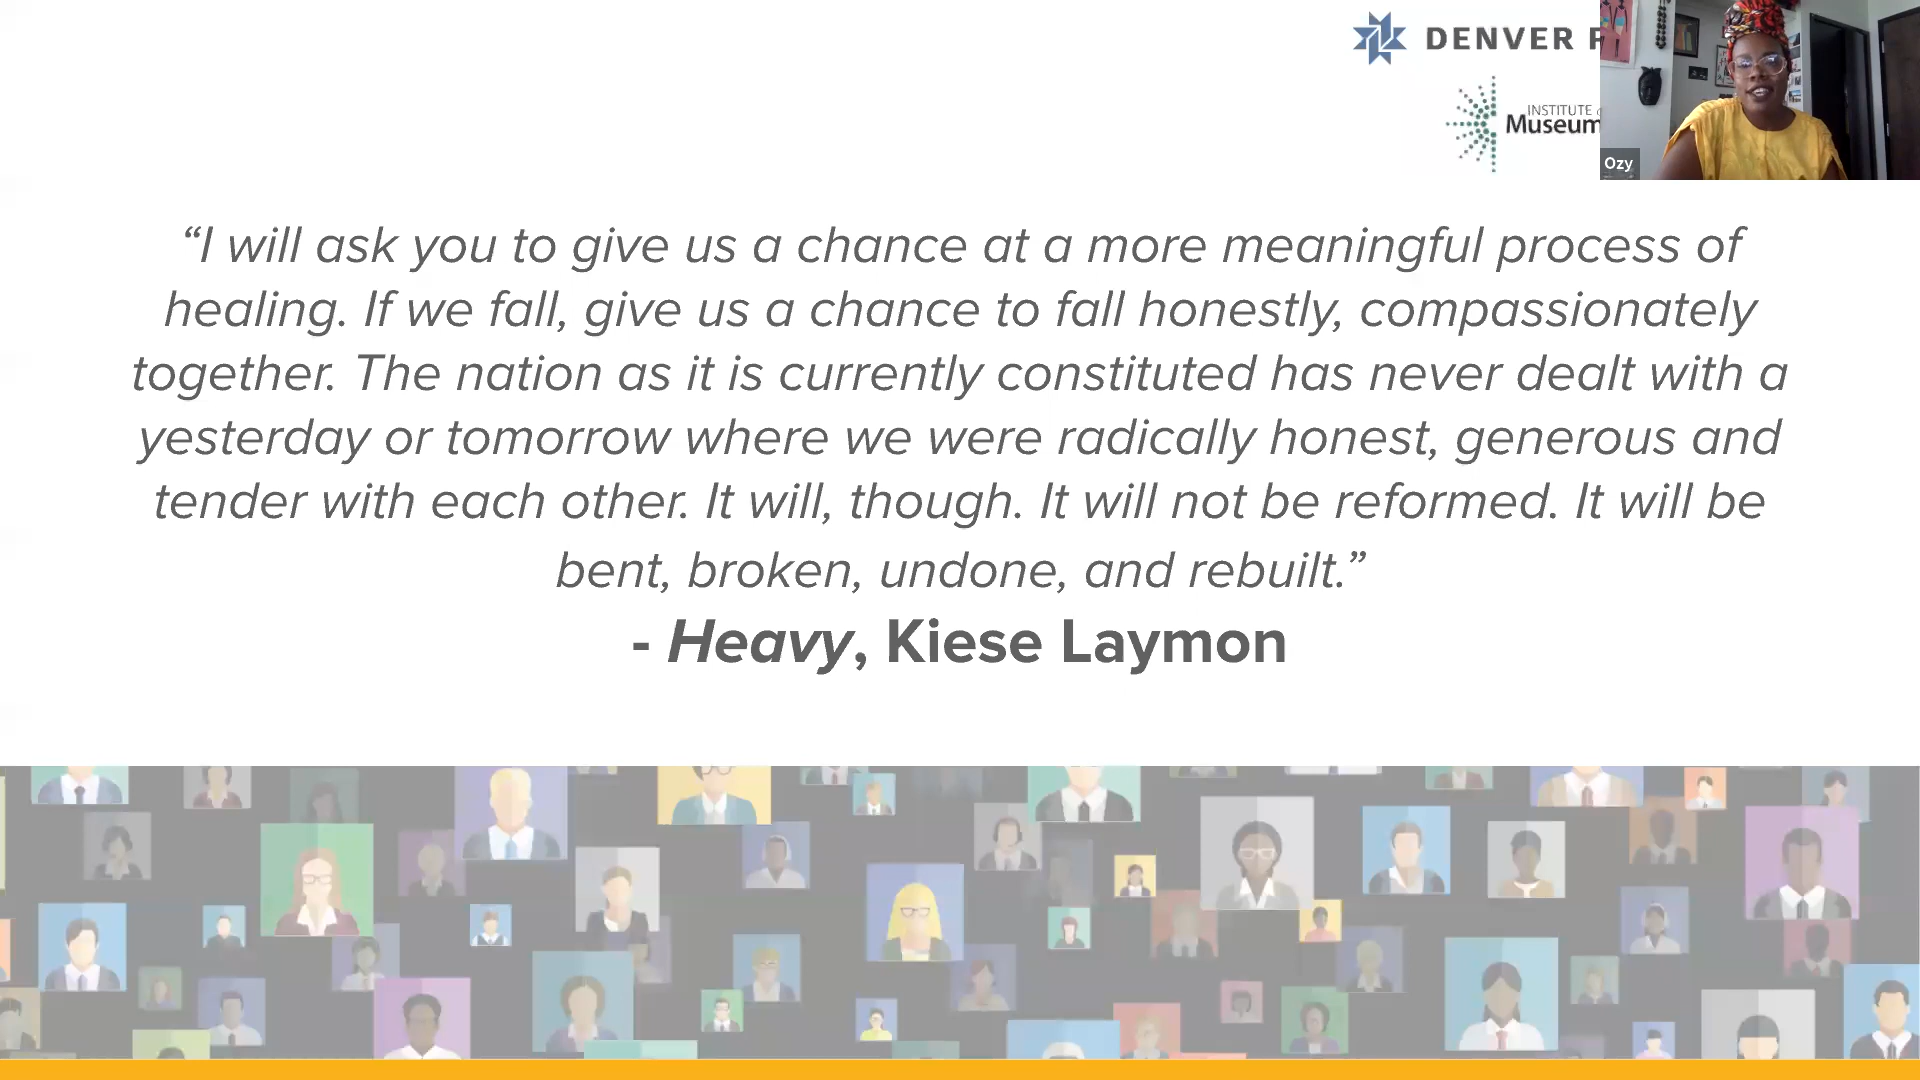 DENVER
INSTITUTE
Museum
Ozy
“I will ask you to give us a chance at a more meaningful process of
healing. If we fall, give us a chance to fall honestly, compassionately
together. The nation as it is currently constituted has never dealt with a
yesterday or tomorrow where we were radically honest, generous and
tender with each other. It will, though. It will not be reformed. It will be
bent, broken, undone, and rebuilt.”
- Heavy, Kiese Laymon